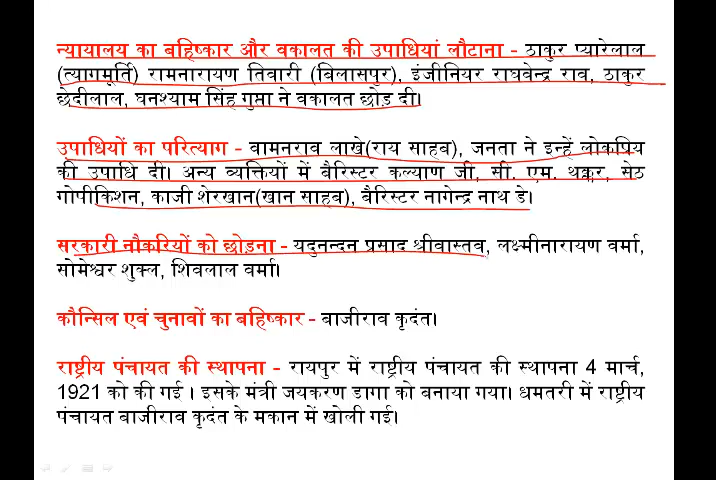 न्यायालय का बहिष्कार और वकालत की उपाधियां लौटाना - ठाकुर प्यारेलाल
(त्यागमूर्ति) रामनारायण तिवारी (बिलासपुर), इंजीनियर राघवेन्द्र राव, ठाकुर
छेदीलाल, घनश्याम सिंह गुप्ता ने वकालत छोड़ दी।
उपाधियों का परित्याग - वामनराव लाखे(राय साहब), जनता ने इन्हें लोकप्रिय
की उपाधि दी। अन्य व्यक्तियों में बैरिस्टर कल्याण जी, सी. एम. थक्कर, सेठ
गोपीकिशन, काजी शेरखान(खान साहब), बैरिस्टर नागेन्द्र नाथ डे।
सरकारी नौकरियों को छोड़ना - यदुनन्दन प्रसाद श्रीवास्तव, लक्ष्मीनारायण वर्मा,
सोमेश्वर शुक्ल, शिवलाल वर्मा।
कौन्सिल एवं चुनावों का बहिष्कार - बाजीराव कृदंत।
राष्ट्रीय पंचायत की स्थापना - रायपुर में राष्ट्रीय पंचायत की स्थापना 4 मार्च,
1921 को की गई । इसके मंत्री जयकरण डागा को बनाया गया। धमतरी में राष्ट्रीय
पंचायत बाजीराव कृदंत के मकान में खोली गई।